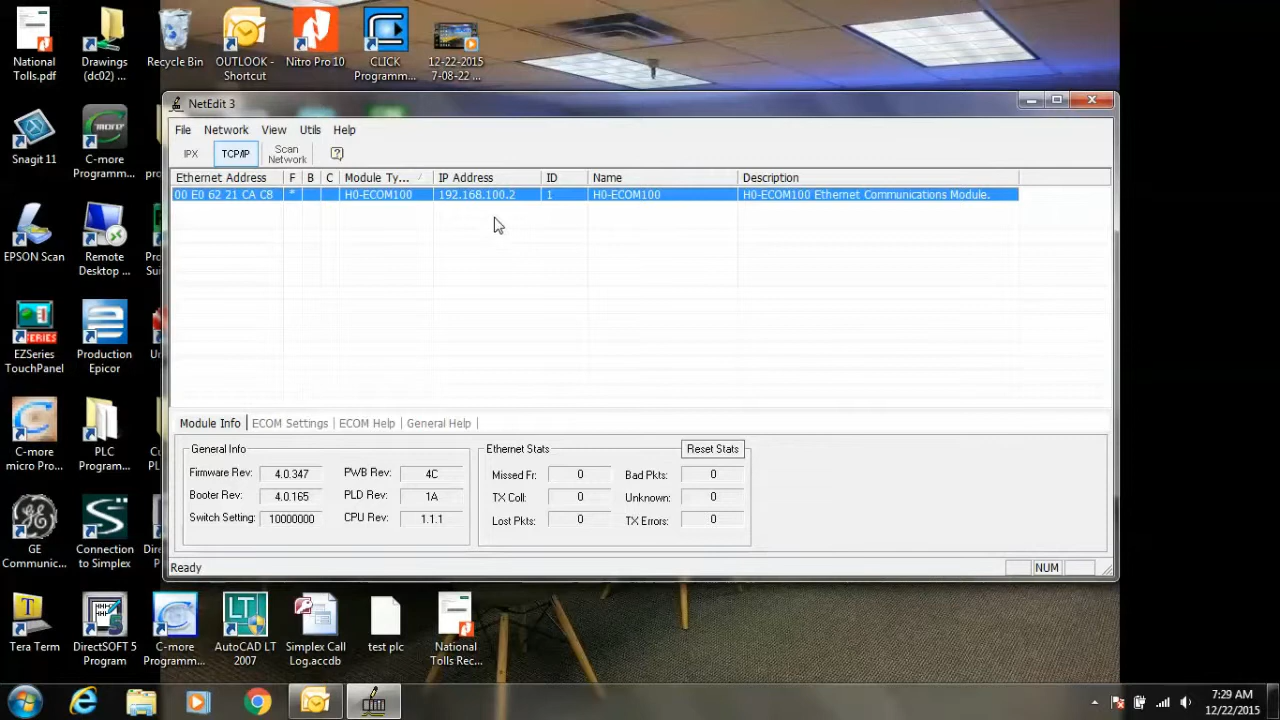 National
Tolls.pdf
Drawings
(dc02) ...
Recycle Bin
OUTLOOK -
Shortcut
Nitro Pro 10
CLICK
Programm...
12-22-2015
7-08-22
NetEdit 3
File Network View Utils Help
IPX TCP/IP Scan
Network
Ethernet Address F B C Module Ty... IP Address ID Name Description
00 E0 62 21 CA C8 * H0-ECOM100 192.168.100.2 1 H0-ECOM100 H0-ECOM100 Ethernet Communications Module.
Module Info ECOM Settings ECOM Help General Help
General Info
Firmware Rev: 4.0.347 PWB Rev: 4C
Booter Rev: 4.0.165 PLD Rev: 1A
Switch Setting: 10000000 CPU Rev: 1.1.1
Ethernet Stats Reset Stats
Missed Fr: 0 Bad Pkts: 0
TX Coll: 0 Unknown: 0
Lost Pkts: 0 TX Errors: 0
Ready NUM
Snagit 11
C-more
Programm...
EPSON Scan
Remote
Desktop ...
SERIES
EZSeries
TouchPanel
Production
Epicor
C-more
micro Pro...
PLC
Program...
GE
Communic...
Connection
to Simplex
Tera Term
DirectSOFT 5
Program
C-more
Programm...
LT
AutoCAD LT
2007
Simplex Call
Log.accdb
test plc
National
Tolls Rec...
7:29 AM
12/22/2015